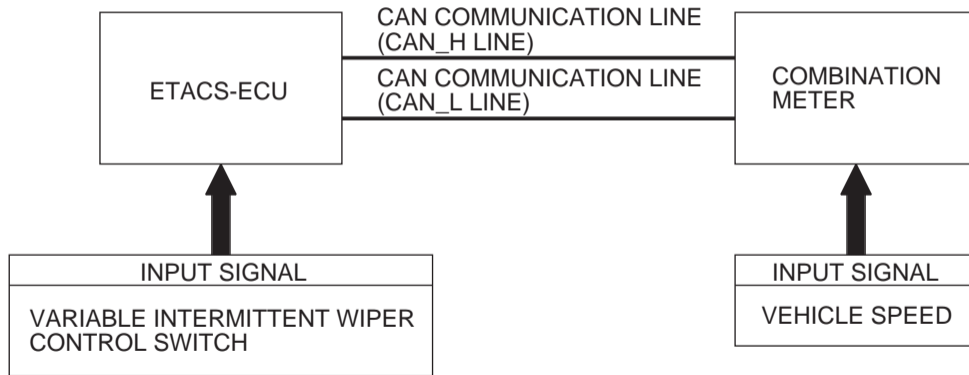 CAN COMMUNICATION LINE
(CAN_H LINE)
ETACS-ECU
CAN COMMUNICATION LINE
(CAN_L LINE)
COMBINATION
METER
INPUT SIGNAL
VARIABLE INTERMITTENT WIPER
CONTROL SWITCH
INPUT SIGNAL
VEHICLE SPEED